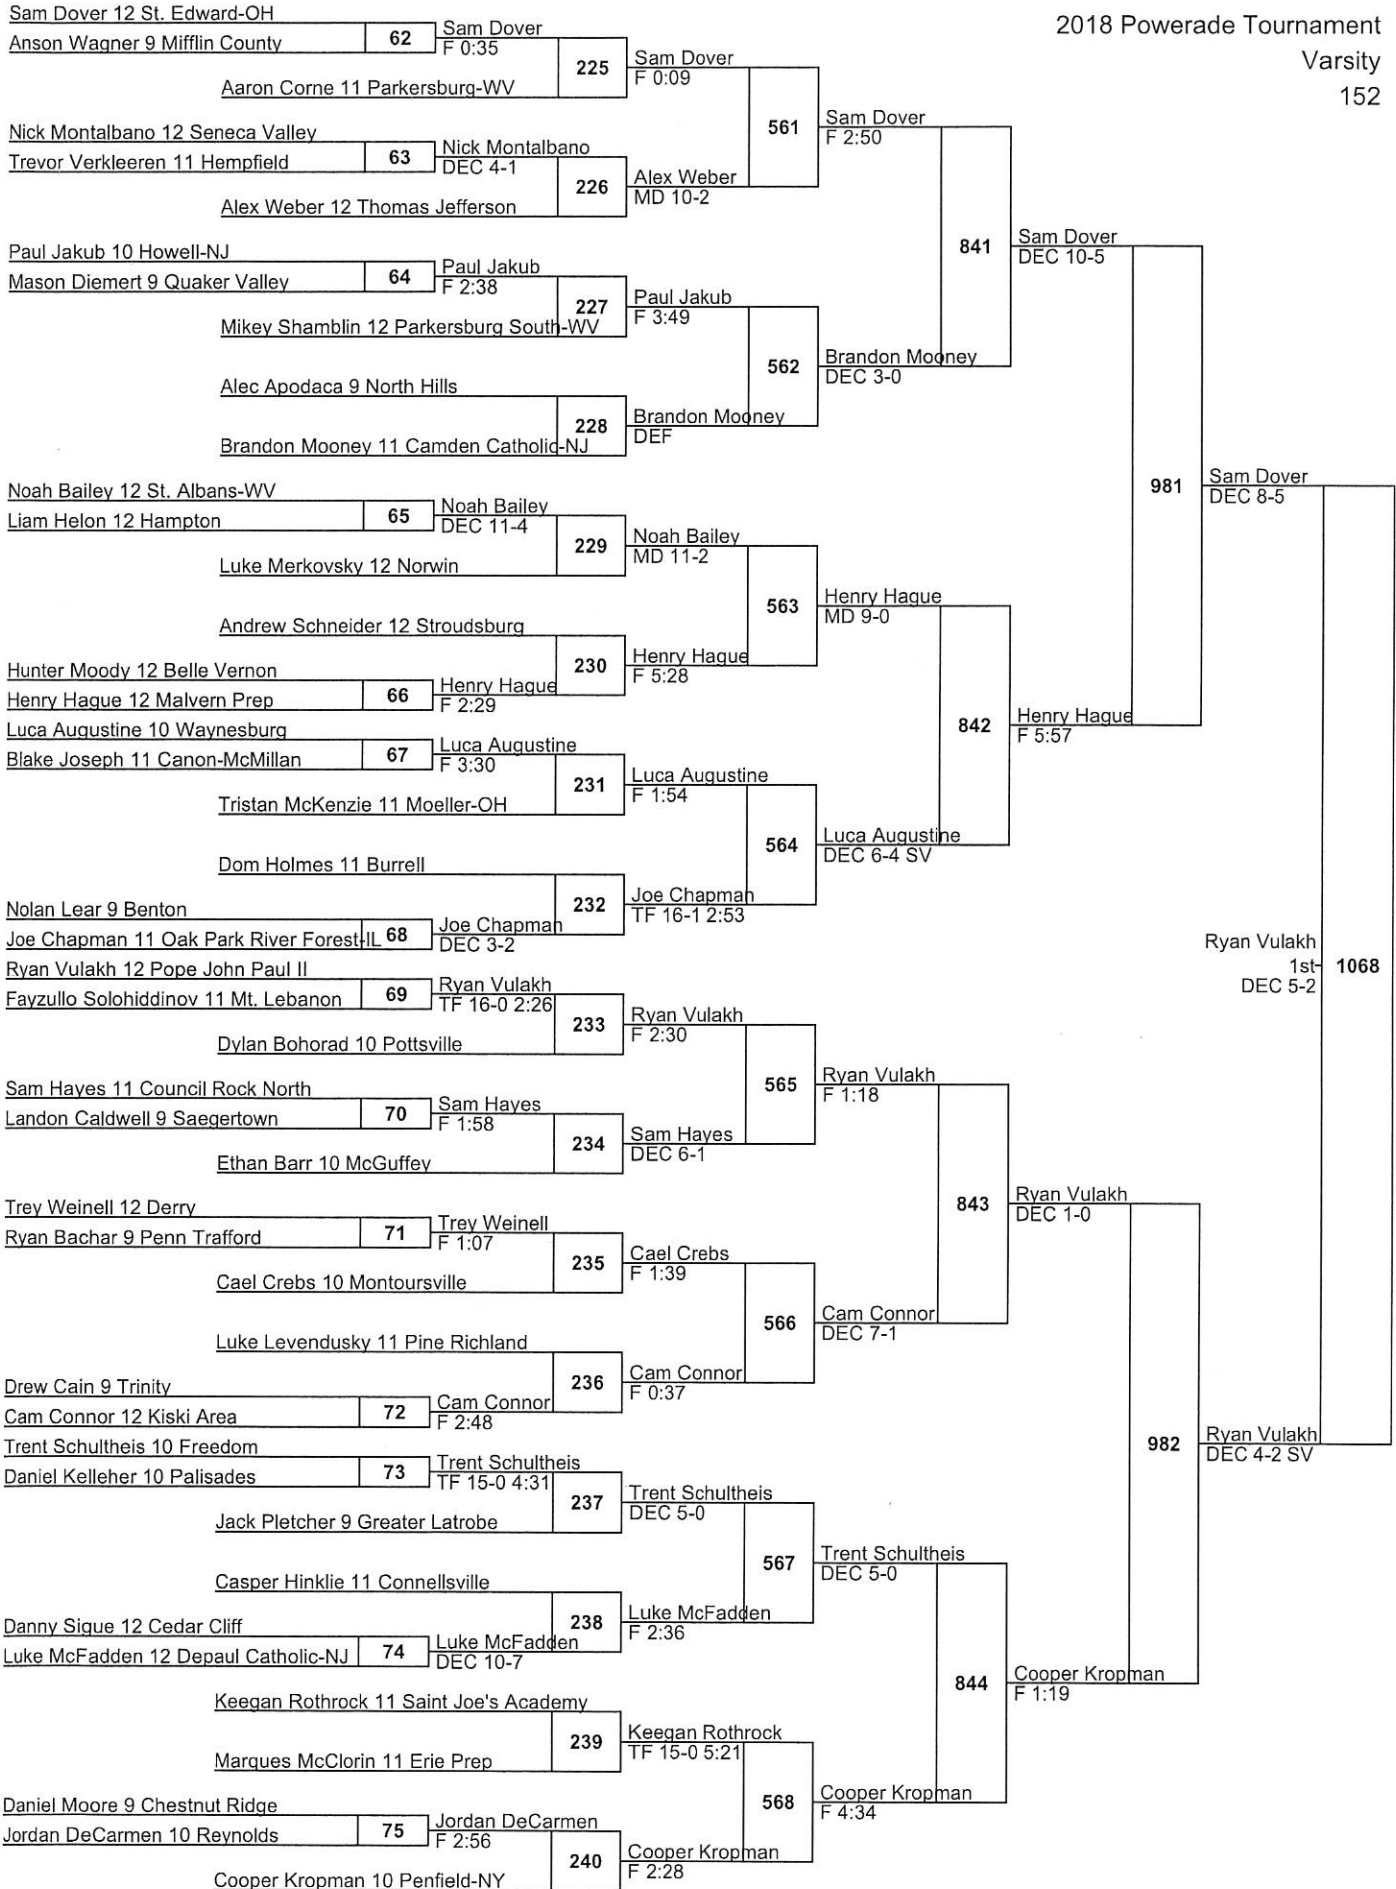 2018 Powerade Tournament
Varsity
152
Sam Dover 12 St. Edward-OH
Anson Wagner 9 Mifflin County
62
Sam Dover
F 0:35
Aaron Corne 11 Parkersburg-WV
225
Sam Dover
F 0:09
Nick Montalbano 12 Seneca Valley
Trevor Verkleeren 11 Hempfield
63
Nick Montalbano
DEC 4-1
Alex Weber 12 Thomas Jefferson
226
Alex Weber
MD 10-2
561
Sam Dover
F 2:50
Paul Jakub 10 Howell-NJ
Mason Diemert 9 Quaker Valley
64
Paul Jakub
F 2:38
Mikey Shamblin 12 Parkersburg South-WV
227
Paul Jakub
F 3:49
Alec Apodaca 9 North Hills
Brandon Mooney 11 Camden Catholic-NJ
228
Brandon Mooney
DEF
562
Brandon Mooney
DEC 3-0
841
Sam Dover
DEC 10-5
Noah Bailey 12 St. Albans-WV
Liam Helon 12 Hampton
65
Noah Bailey
DEC 11-4
Luke Merkovsky 12 Norwin
229
Noah Bailey
MD 11-2
Andrew Schneider 12 Stroudsburg
Hunter Moody 12 Belle Vernon
Henry Hague 12 Malvern Prep
66
Henry Hague
F 2:29
230
Henry Hague
F 5:28
563
Henry Hague
MD 9-0
Luca Augustine 10 Waynesburg
Blake Joseph 11 Canon-McMillan
67
Luca Augustine
F 3:30
Tristan McKenzie 11 Moeller-OH
231
Luca Augustine
F 1:54
Dom Holmes 11 Burrell
Nolan Lear 9 Benton
Joe Chapman 11 Oak Park River Forest-IL
68
Joe Chapman
DEC 3-2
232
Joe Chapman
TF 16-1 2:53
564
Luca Augustine
DEC 6-4 SV
842
Henry Hague
F 5:57
981
Sam Dover
DEC 8-5
Ryan Vulakh 12 Pope John Paul II
Fayzullo Solohiddinov 11 Mt. Lebanon
69
Ryan Vulakh
TF 16-0 2:26
Dylan Bohorad 10 Pottsville
233
Ryan Vulakh
F 2:30
Sam Hayes 11 Council Rock North
Landon Caldwell 9 Saegertown
70
Sam Hayes
F 1:58
Ethan Barr 10 McGuffey
234
Sam Hayes
DEC 6-1
565
Ryan Vulakh
F 1:18
Trey Weinell 12 Derry
Ryan Bachar 9 Penn Trafford
71
Trey Weinell
F 1:07
Cael Crebs 10 Montoursville
235
Cael Crebs
F 1:39
Luke Levendusky 11 Pine Richland
Drew Cain 9 Trinity
Cam Connor 12 Kiski Area
72
Cam Connor
F 2:48
236
Cam Connor
F 0:37
566
Cam Connor
DEC 7-1
843
Ryan Vulakh
DEC 1-0
Trent Schultheis 10 Freedom
Daniel Kelleher 10 Palisades
73
Trent Schultheis
TF 15-0 4:31
Jack Pletcher 9 Greater Latrobe
237
Trent Schultheis
DEC 5-0
Casper Hinklie 11 Connellsville
Danny Sigue 12 Cedar Cliff
Luke McFadden 12 Depaul Catholic-NJ
74
Luke McFadden
DEC 10-7
238
Luke McFadden
F 2:36
567
Trent Schultheis
DEC 5-0
Keegan Rothrock 11 Saint Joe's Academy
Marques McClorin 11 Erie Prep
239
Keegan Rothrock
TF 15-0 5:21
Daniel Moore 9 Chestnut Ridge
Jordan DeCarmen 10 Reynolds
75
Jordan DeCarmen
F 2:56
Cooper Kropman 10 Penfield-NY
240
Cooper Kropman
F 2:28
568
Cooper Kropman
F 4:34
844
Cooper Kropman
F 1:19
982
Ryan Vulakh
DEC 4-2 SV
Ryan Vulakh
1st
DEC 5-2
1068